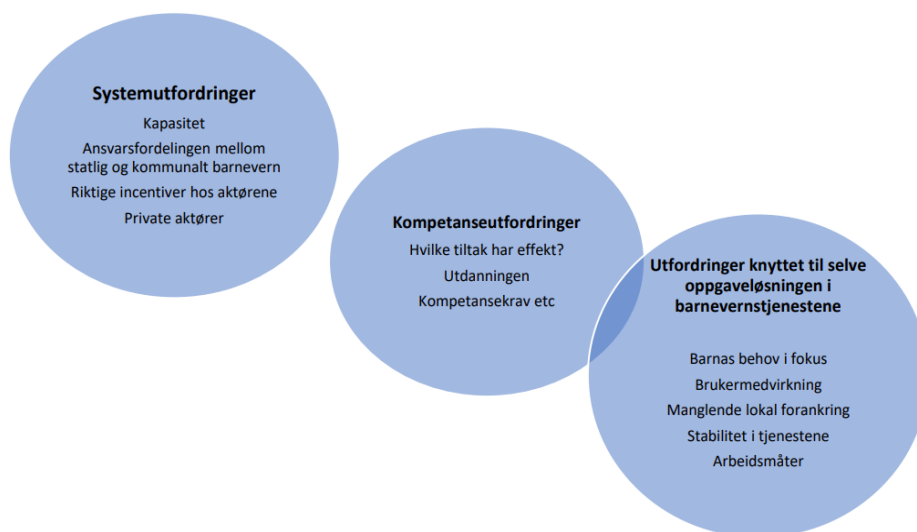 Systemutfordringer
Kapasitet
Ansvarsfordelingen mellom
statlig og kommunalt barnevern
Riktige incentiver hos aktørene
Private aktører
Kompetanseutfordringer
Hvilke tiltak har effekt?
Utdanningen
Kompetansekrav etc
Utfordringer knyttet til selve
oppgaveløsningen i
barnevernstjenestene
Barnas behov i fokus
Brukermedvirkning
Manglende lokal forankring
Stabilitet i tjenestene
Arbeidsmåter